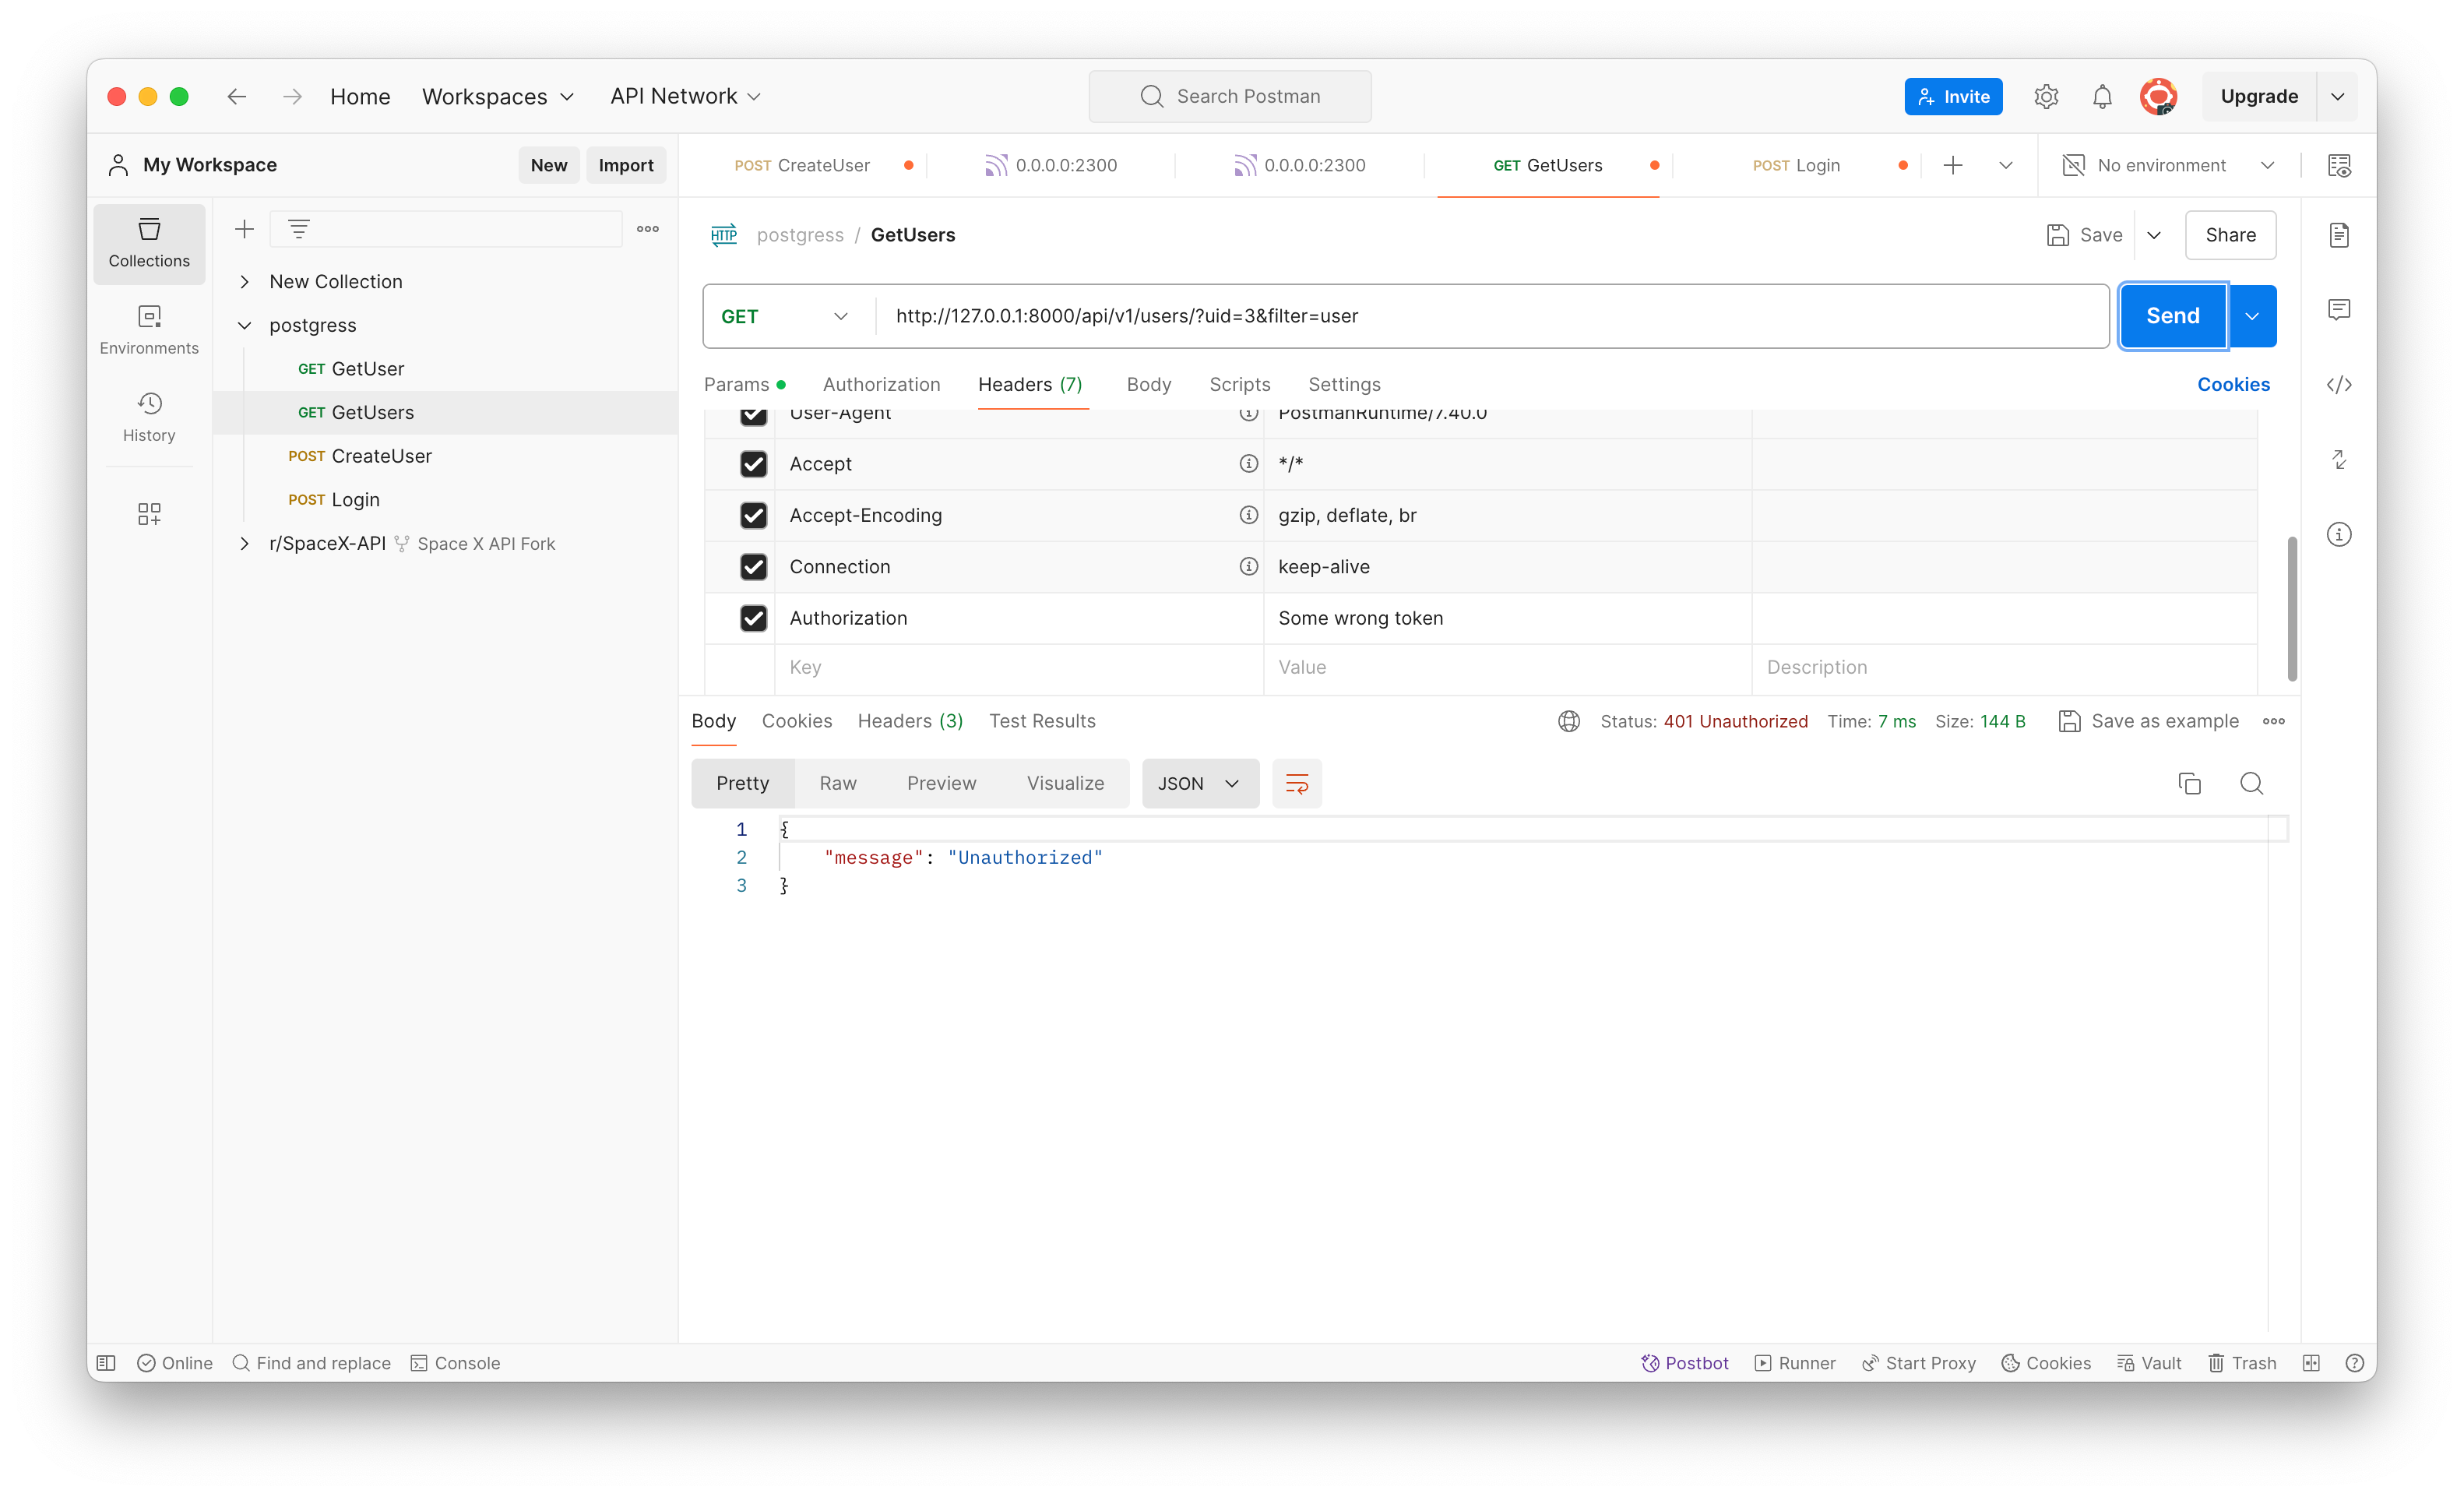 Home Workspaces API Network Search Postman Invite Upgrade
My Workspace New Import
POST CreateUser 0.0.0.0:2300 0.0.0.0:2300 GET GetUsers POST Login No environment
Collections
Environments
History
New Collection
postgress
GET GetUser
GET GetUsers
POST CreateUser
POST Login
r/SpaceX-API Space X API Fork
HTTP postgress / GetUsers Save Share
GET http://127.0.0.1:8000/api/v1/users/?uid=3&filter=user Send
Params Authorization Headers (7) Body Scripts Settings Cookies
User-Agent PostmanRuntime/7.40.0
Accept */*
Accept-Encoding gzip, deflate, br
Connection keep-alive
Authorization Some wrong token
Key Value Description
Body Cookies Headers (3) Test Results Status: 401 Unauthorized Time: 7 ms Size: 144 B Save as example
Pretty Raw Preview Visualize JSON
1 {
2 "message": "Unauthorized"
3 }
Online Find and replace Console Postbot Runner Start Proxy Cookies Vault Trash